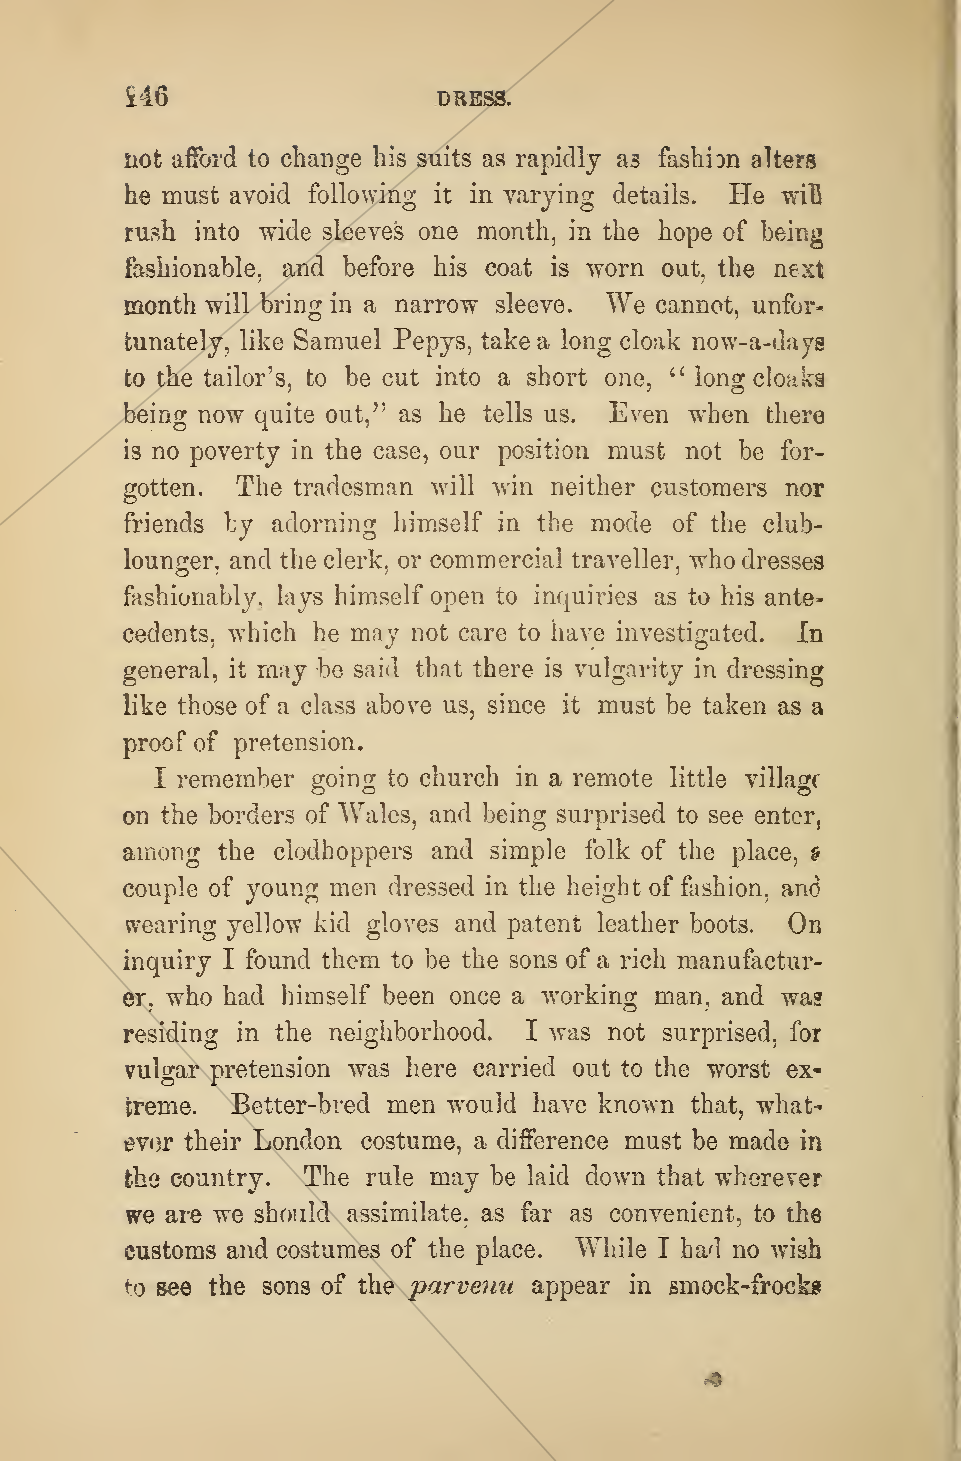 146 DRESS.
not afford to change his suits as rapidly as fashion alters
he must avoid following it in varying details. He will
rush into wide sleeves one month, in the hope of being
fashionable, and before his coat is worn out, the next
month will bring in a narrow sleeve. We cannot, unfor-
tunately, like Samuel Pepys, take a long cloak now-a-days
to the tailor's, to be cut into a short one, “ long cloaks
being now quite out,” as he tells us. Even when there
is no poverty in the case, our position must not be for-
gotten. The tradesman will win neither customers nor
friends by adorning himself in the mode of the club-
lounger, and the clerk, or commercial traveller, who dresses
fashionably, lays himself open to inquiries as to his ante-
cedents, which he may not care to have investigated. In
general, it may be said that there is vulgarity in dressing
like those of a class above us, since it must be taken as a
proof of pretension.
I remember going to church in a remote little village
on the borders of Wales, and being surprised to see enter,
among the clodhoppers and simple folk of the place, a
couple of young men dressed in the height of fashion, and
wearing yellow kid gloves and patent leather boots. On
inquiry I found them to be the sons of a rich manufactur-
er, who had himself been once a working man, and was
residing in the neighborhood. I was not surprised, for
vulgar pretension was here carried out to the worst ex-
treme. Better-bred men would have known that, what-
ever their London costume, a difference must be made in
the country. The rule may be laid down that wherever
we are we should assimilate, as far as convenient, to the
customs and costumes of the place. While I had no wish
to see the sons of the parvenu appear in smock-frocks